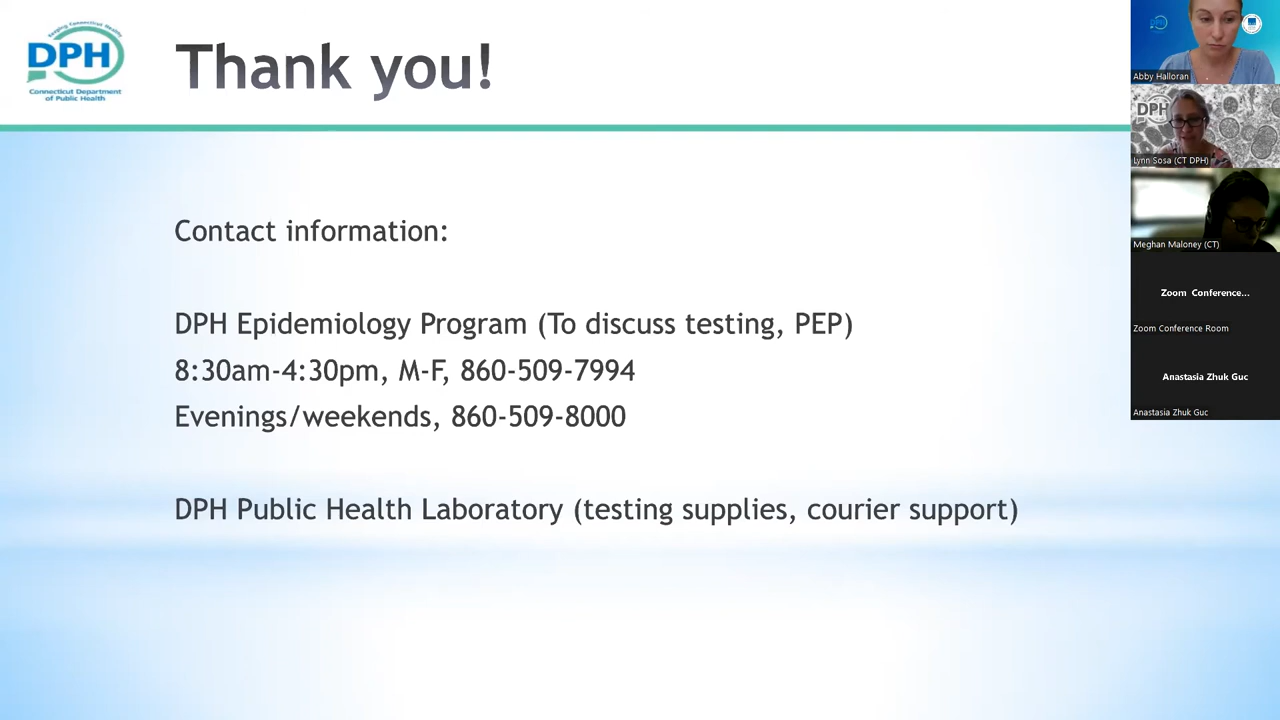 Keeping Connecticut Healthy
DPH
Connecticut Department
of Public Health
Thank you!
Contact information:
DPH Epidemiology Program (To discuss testing, PEP)
8:30am-4:30pm, M-F, 860-509-7994
Evenings/weekends, 860-509-8000
DPH Public Health Laboratory (testing supplies, courier support)
Abby Halloran
DPH
Lynn Sosa (CT DPH)
Meghan Maloney (CT)
Zoom Conference...
Zoom Conference Room
Anastasia Zhuk Guc
Anastasia Zhuk Guc